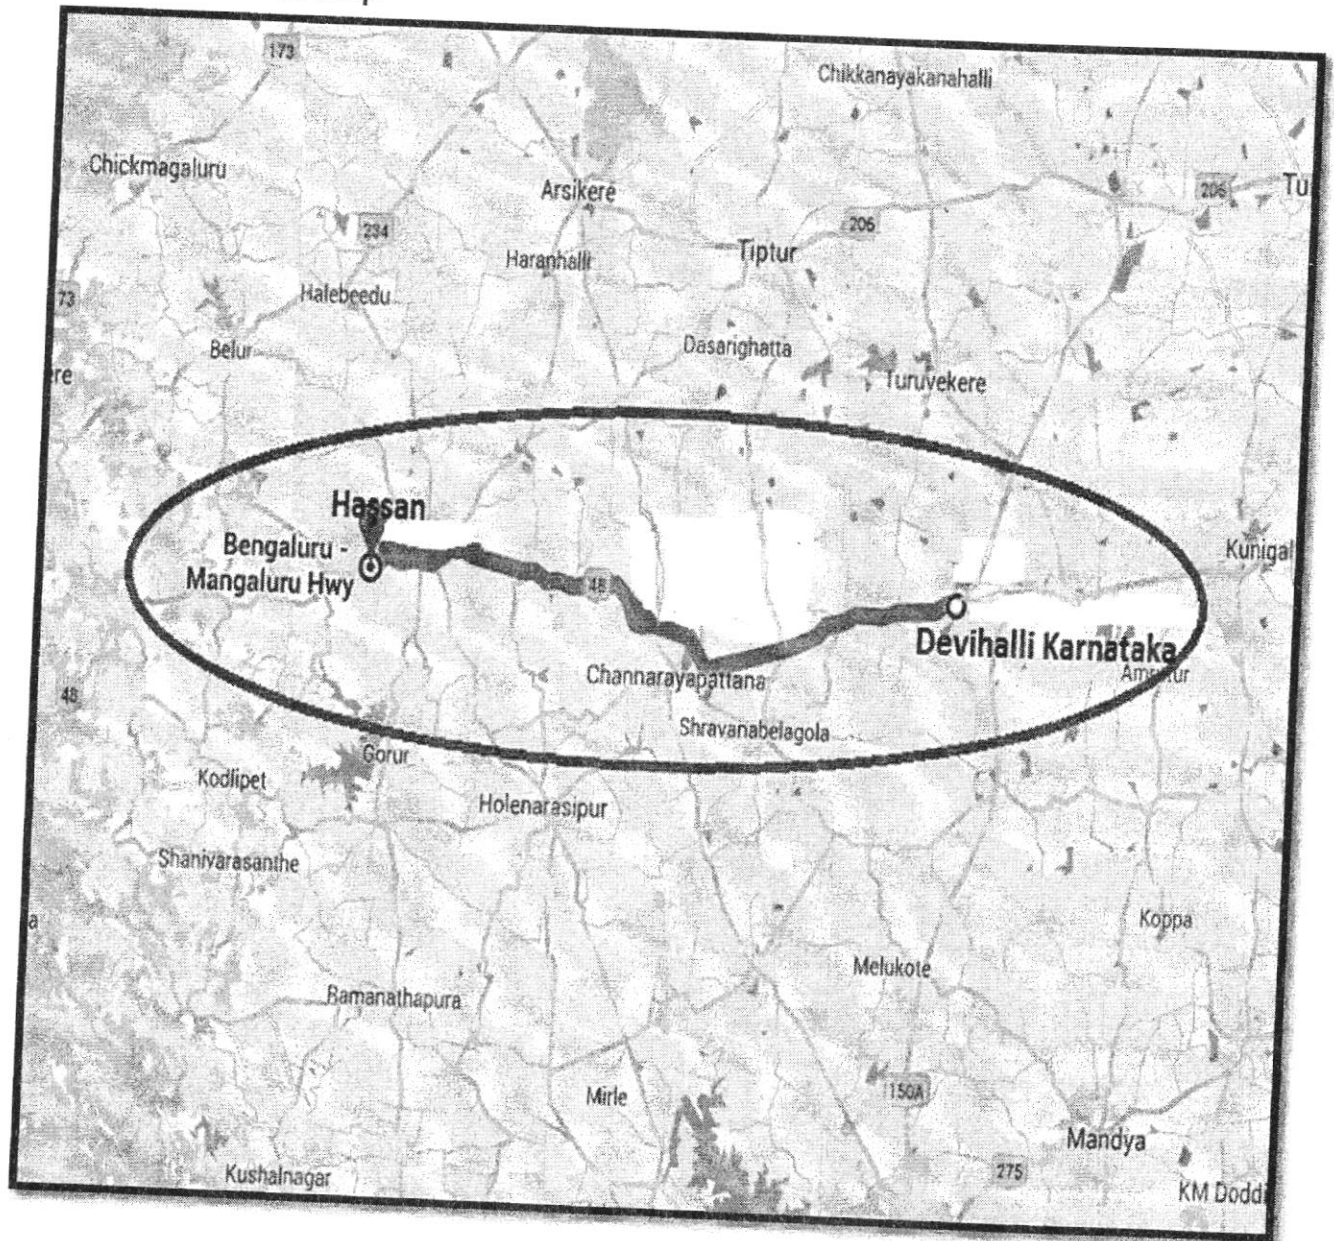 173
Chikkanayakanahalli
Chickmagaluru
Arsikere
206
Tu
234
206
Haranhalli
Tiptur
73
Halebeedu
Belur
Dasarighatta
re
Turuvekere
Hassan
Bengaluru -
Mangaluru Hwy
Kunigal
48
Devihalli Karnataka
Channarayapattana
Amrutur
48
Shravanabelagola
Gorur
Kodlipet
Holenarasipur
Shanivarasanthe
a
Koppa
Melukote
Ramanathapura
Mirle
150A
Mandya
275
Kushalnagar
KM Doddi